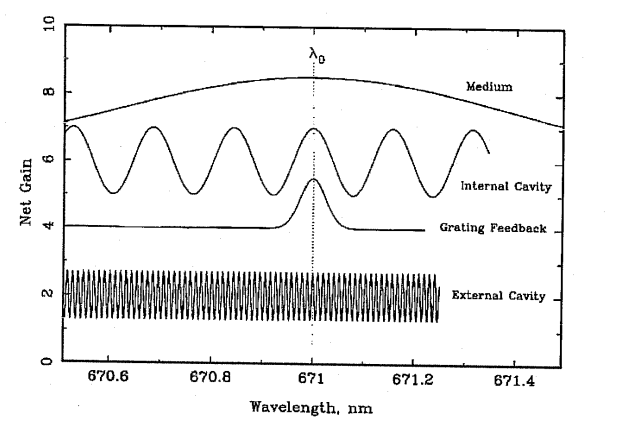 10
8
6
4
2
0
Net Gain
λ0
Medium
Internal Cavity
Grating Feedback
External Cavity
670.6 670.8 671 671.2 671.4
Wavelength, nm